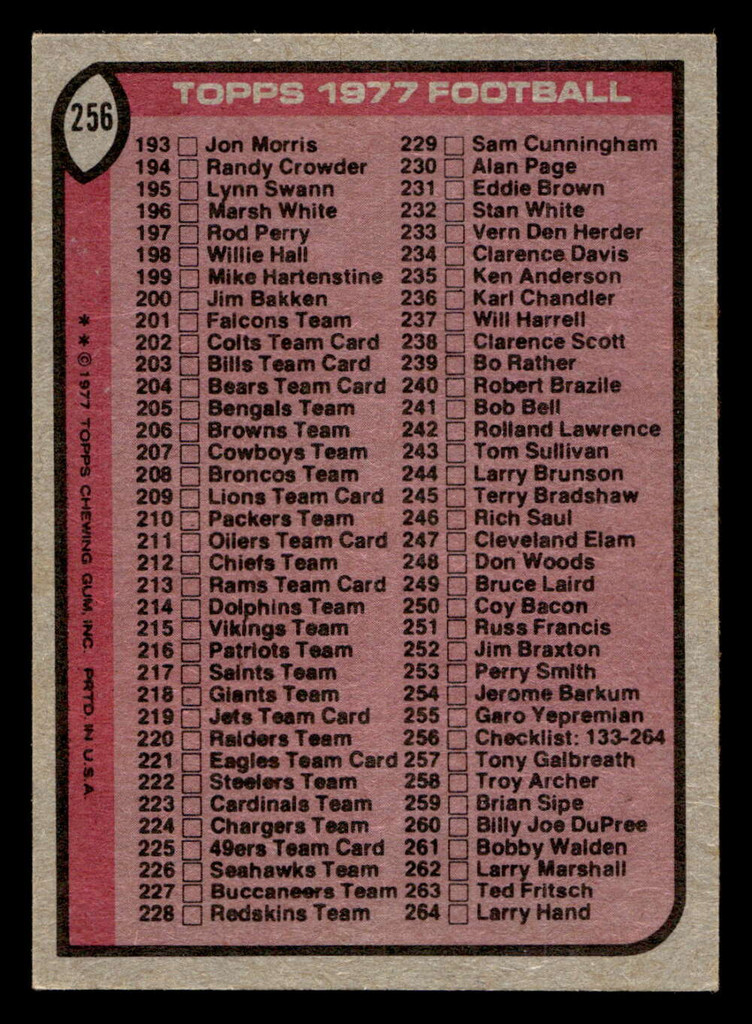 256
TOPPS 1977 FOOTBALL
193 Jon Morris
194 Randy Crowder
195 Lynn Swann
196 Marsh White
197 Rod Perry
198 Willie Hall
199 Mike Hartenstine
200 Jim Bakken
201 Falcons Team
202 Colts Team Card
203 Bills Team Card
204 Bears Team Card
205 Bengals Team
206 Browns Team
207 Cowboys Team
208 Broncos Team
209 Lions Team Card
210 Packers Team
211 Oilers Team Card
212 Chiefs Team
213 Rams Team Card
214 Dolphins Team
215 Vikings Team
216 Patriots Team
217 Saints Team
218 Giants Team
219 Jets Team Card
220 Raiders Team
221 Eagles Team Card
222 Steelers Team
223 Cardinals Team
224 Chargers Team
225 49ers Team Card
226 Seahawks Team
227 Buccaneers Team
228 Redskins Team
229 Sam Cunningham
230 Alan Page
231 Eddie Brown
232 Stan White
233 Vern Den Herder
234 Clarence Davis
235 Ken Anderson
236 Karl Chandler
237 Will Harrell
238 Clarence Scott
239 Bo Rather
240 Robert Brazile
241 Bob Bell
242 Rolland Lawrence
243 Tom Sullivan
244 Larry Brunson
245 Terry Bradshaw
246 Rich Saul
247 Cleveland Elam
248 Don Woods
249 Bruce Laird
250 Coy Bacon
251 Russ Francis
252 Jim Braxton
253 Perry Smith
254 Jerome Barkum
255 Garo Yepremian
256 Checklist: 133-264
257 Tony Galbreath
258 Troy Archer
259 Brian Sipe
260 Billy Joe DuPree
261 Bobby Walden
262 Larry Marshall
263 Ted Fritsch
264 Larry Hand
* * © 1977 TOPPS CHEWING GUM, INC. PRTD. IN U.S.A.